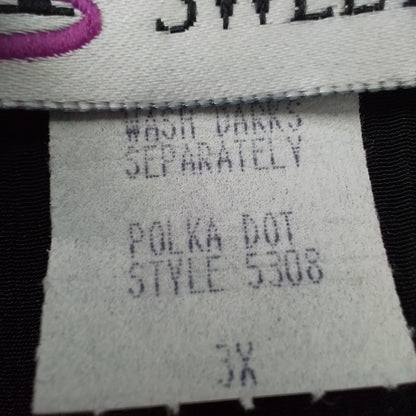 WASH DARKS
SEPARATELY
POLKA DOT
STYLE 5308
3X